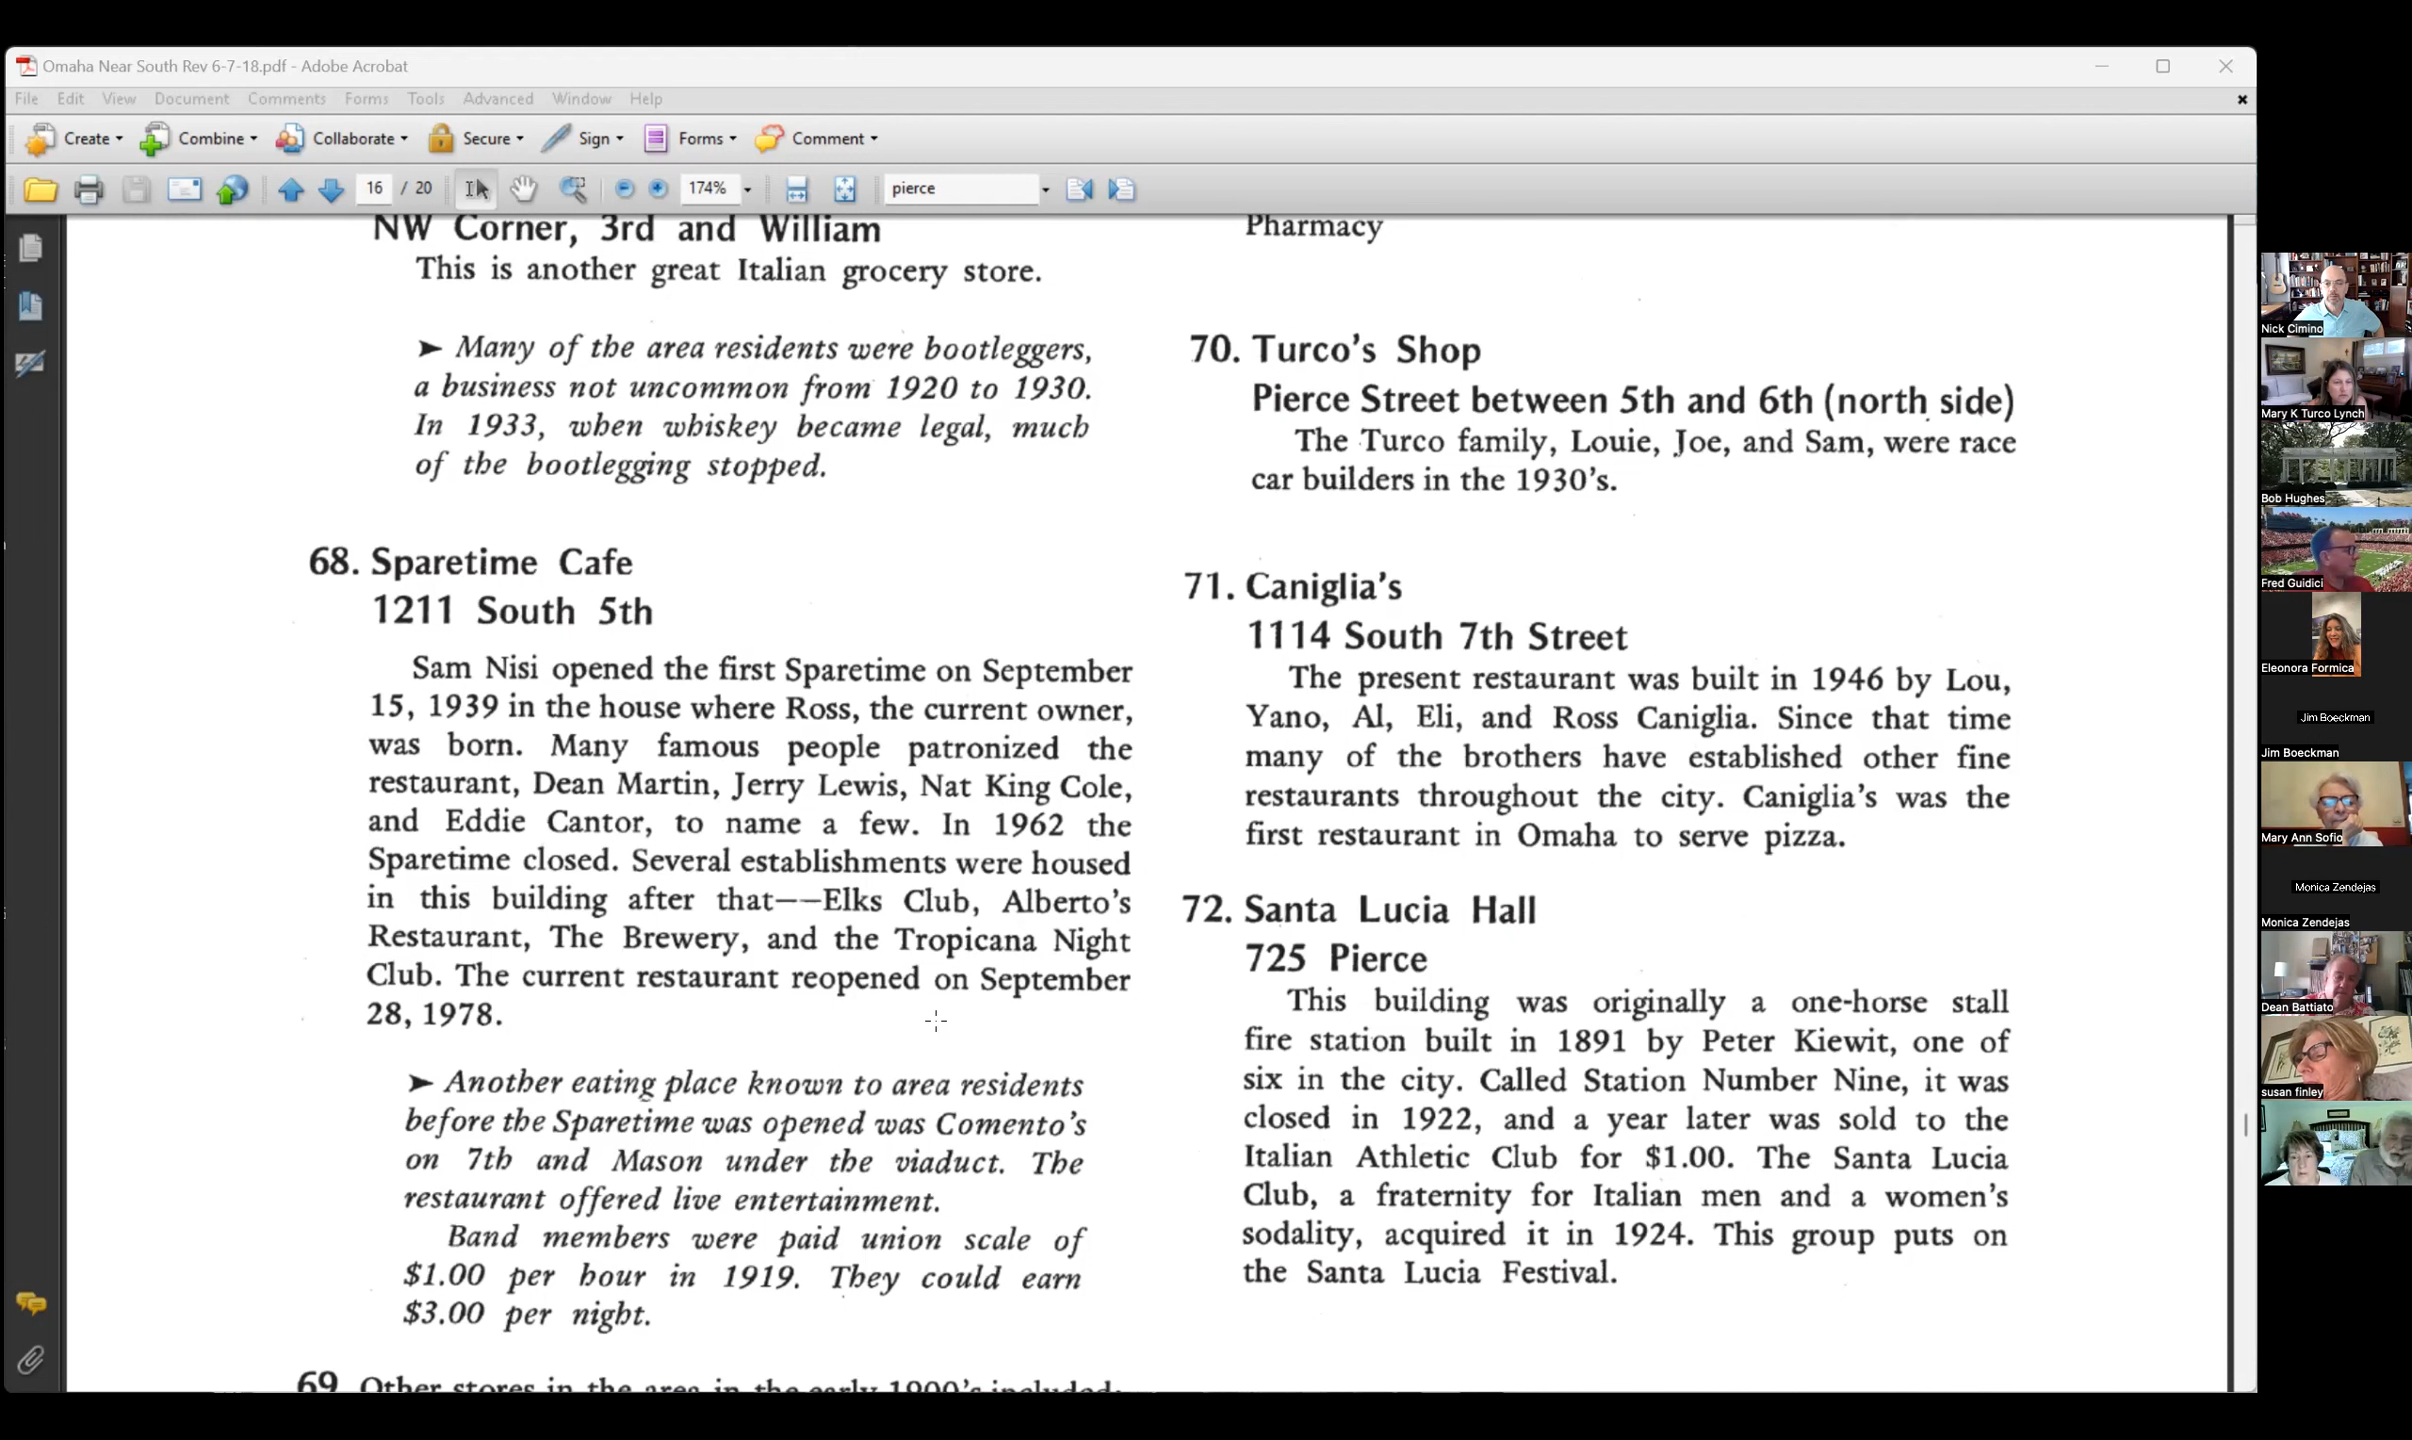 Omaha Near South Rev 6-7-18.pdf - Adobe Acrobat
File Edit View Document Comments Forms Tools Advanced Window Help
Create Combine Collaborate Secure Sign Forms Comment
16 / 20 174% pierce
NW Corner, 3rd and William
This is another great Italian grocery store.
➤ Many of the area residents were bootleggers,
a business not uncommon from 1920 to 1930.
In 1933, when whiskey became legal, much
of the bootlegging stopped.
68. Sparetime Cafe
1211 South 5th
Sam Nisi opened the first Sparetime on September
15, 1939 in the house where Ross, the current owner,
was born. Many famous people patronized the
restaurant, Dean Martin, Jerry Lewis, Nat King Cole,
and Eddie Cantor, to name a few. In 1962 the
Sparetime closed. Several establishments were housed
in this building after that——Elks Club, Alberto's
Restaurant, The Brewery, and the Tropicana Night
Club. The current restaurant reopened on September
28, 1978.
➤ Another eating place known to area residents
before the Sparetime was opened was Comento's
on 7th and Mason under the viaduct. The
restaurant offered live entertainment.
Band members were paid union scale of
$1.00 per hour in 1919. They could earn
$3.00 per night.
69. Other stores in the area in the early 1900's included:
Pharmacy
70. Turco's Shop
Pierce Street between 5th and 6th (north side)
The Turco family, Louie, Joe, and Sam, were race
car builders in the 1930's.
71. Caniglia's
1114 South 7th Street
The present restaurant was built in 1946 by Lou,
Yano, Al, Eli, and Ross Caniglia. Since that time
many of the brothers have established other fine
restaurants throughout the city. Caniglia's was the
first restaurant in Omaha to serve pizza.
72. Santa Lucia Hall
725 Pierce
This building was originally a one-horse stall
fire station built in 1891 by Peter Kiewit, one of
six in the city. Called Station Number Nine, it was
closed in 1922, and a year later was sold to the
Italian Athletic Club for $1.00. The Santa Lucia
Club, a fraternity for Italian men and a women's
sodality, acquired it in 1924. This group puts on
the Santa Lucia Festival.
Nick Cimino
Mary K Turco Lynch
Bob Hughes
Fred Guidici
Eleonora Formica
Jim Boeckman
Jim Boeckman
Mary Ann Sofio
Monica Zendejas
Monica Zendejas
Dean Battiato
susan finley